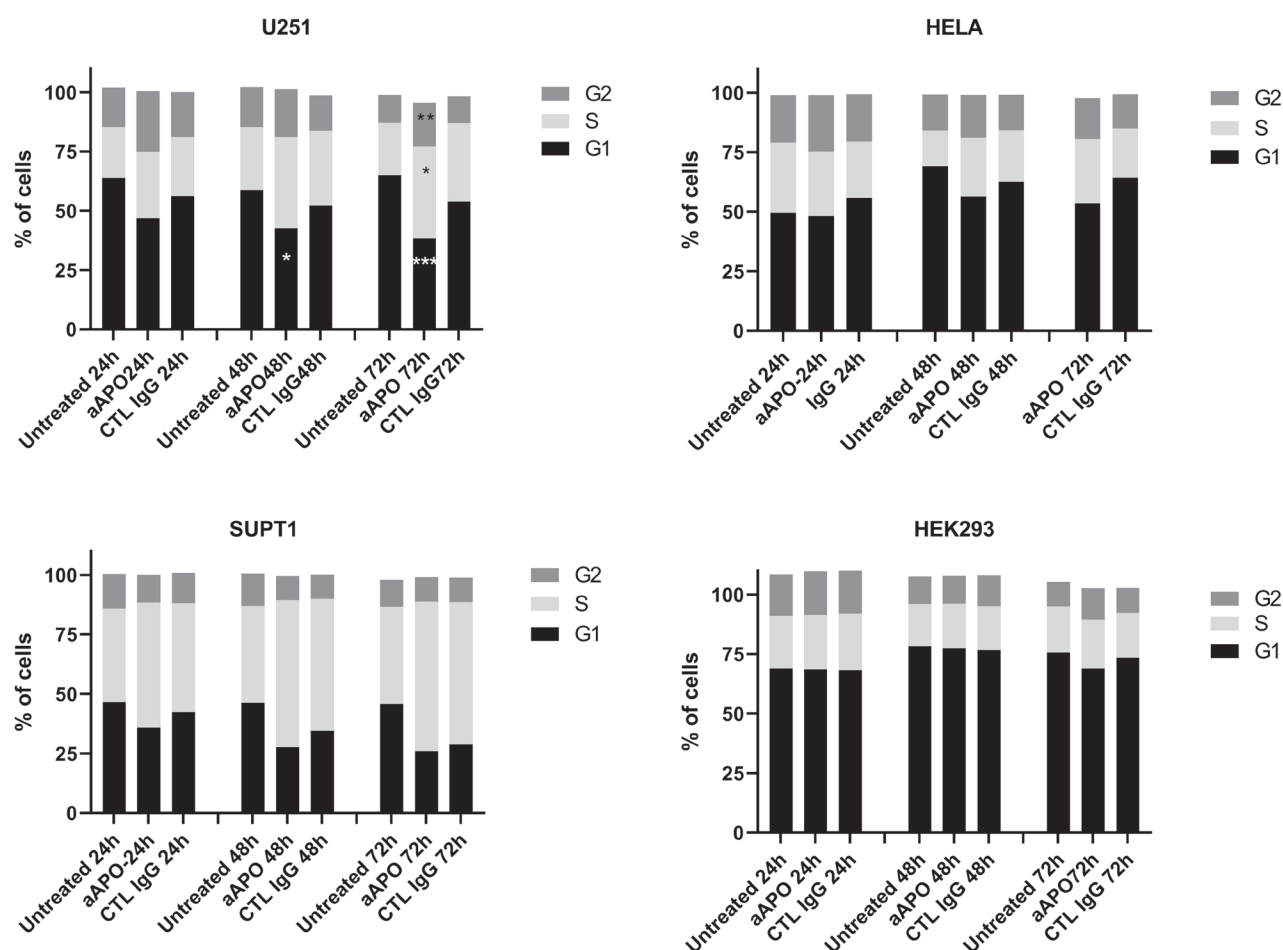 U251
% of cells
100
75
50
25
0
**
*
*
***
G2
S
G1
Untreated 24h
aAPO24h
CTL IgG 24h
Untreated 48h
aAPO48h
CTL IgG48h
Untreated 72h
aAPO 72h
CTL IgG72h
HELA
% of cells
100
75
50
25
0
G2
S
G1
Untreated 24h
aAPO-24h
IgG 24h
Untreated 48h
aAPO 48h
CTL IgG 48h
aAPO 72h
CTL IgG 72h
SUPT1
% of cells
100
75
50
25
0
G2
S
G1
Untreated 24h
aAPO-24h
CTL IgG 24h
Untreated 48h
aAPO 48h
CTL IgG 48h
Untreated 72h
aAPO 72h
CTL IgG 72h
HEK293
% of cells
100
75
50
25
0
G2
S
G1
Untreated 24h
aAPO 24h
CTL IgG 24h
Untreated 48h
aAPO 48h
CTL IgG 48h
Untreated 72h
aAPO72h
CTL IgG 72h